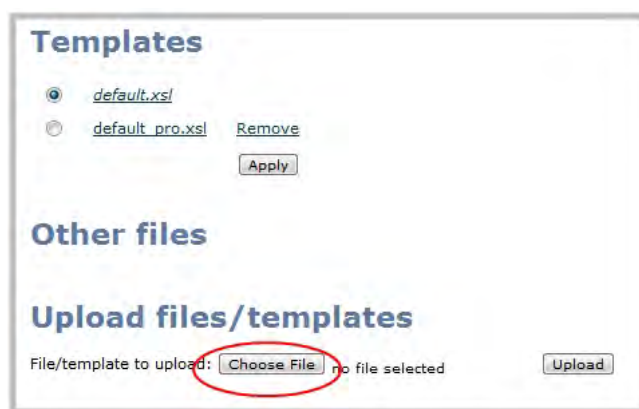 Templates
default.xsl
default_pro.xsl Remove
Apply
Other files
Upload files/templates
File/template to upload: Choose File no file selected Upload